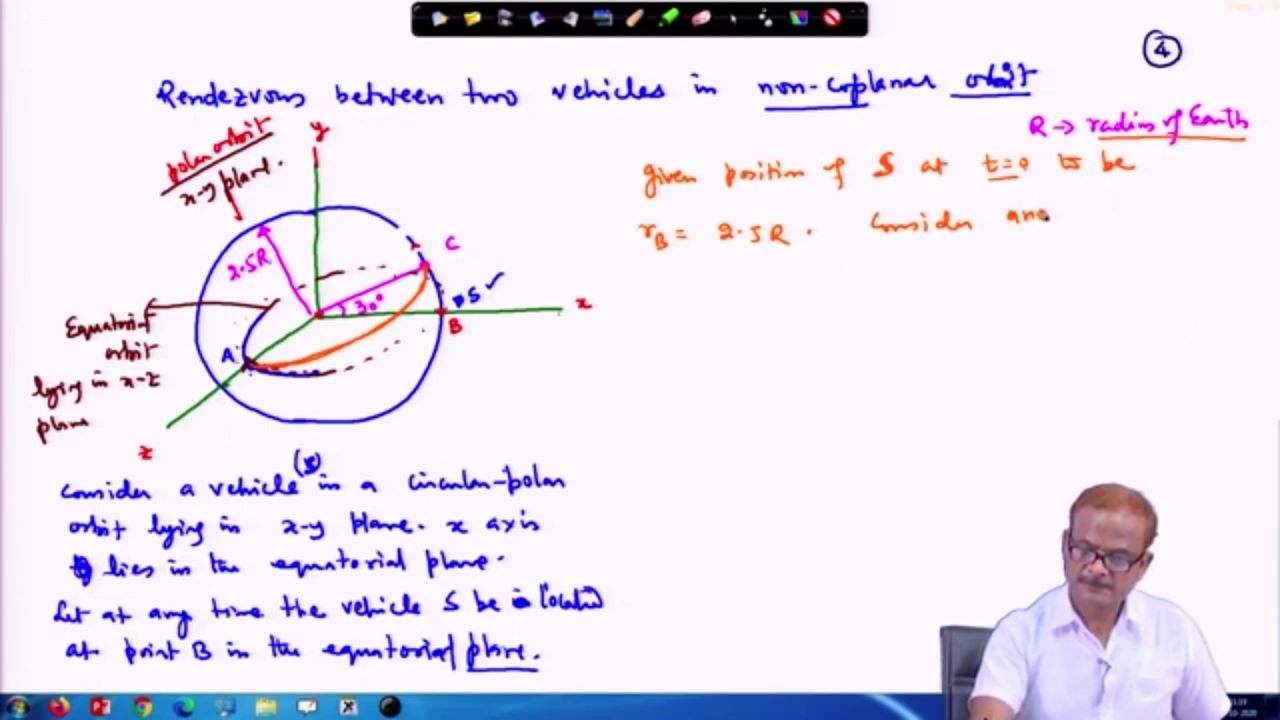 4
Rendezvous between two vehicles in non-coplanar orbit
R → radius of Earth
given position of S at t=0 to be
r_B = 2.5R. Consider ano
polar orbit
x-y plane.
y
2.5R
C
30°
S ✓
x
B
A
Equatorial
orbit
lying in x-z
plane
z
(S)
Consider a vehicle in a circular-polar
orbit lying in x-y plane. x axis
lies in the equatorial plane.
Let at any time the vehicle S be located
at point B in the equatorial plane.